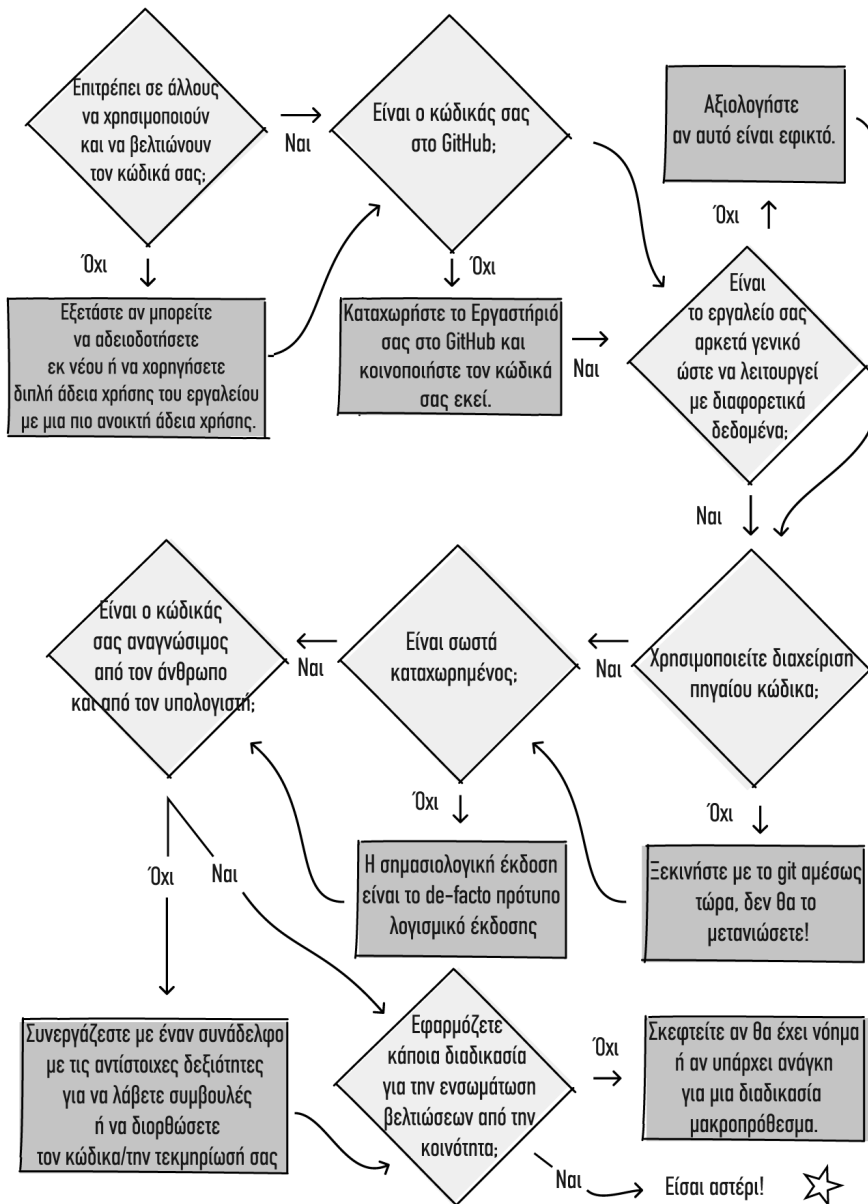 Επιτρέπει σε άλλους
να χρησιμοποιούν
και να βελτιώνουν
τον κώδικά σας;
Ναι
Όχι
Είναι ο κώδικάς σας
στο GitHub;
Όχι
Αξιολογήστε
αν αυτό είναι εφικτό.
Όχι
Εξετάστε αν μπορείτε
να αδειοδοτήσετε
εκ νέου ή να χορηγήσετε
διπλή άδεια χρήσης του εργαλείου
με μια πιο ανοικτή άδεια χρήσης.
Καταχωρήστε το Εργαστήριό
σας στο GitHub και
κοινοποιήστε τον κώδικά
σας εκεί.
Ναι
Είναι
το εργαλείο σας
αρκετά γενικό
ώστε να λειτουργεί
με διαφορετικά
δεδομένα;
Ναι
Είναι ο κώδικάς
σας αναγνώσιμος
από τον άνθρωπο
και από τον υπολογιστή;
Ναι
Είναι σωστά
καταχωρημένος;
Ναι
Χρησιμοποιείτε διαχείριση
πηγαίου κώδικα;
Όχι
Όχι
Όχι
Ναι
Η σημασιολογική έκδοση
είναι το de-facto πρότυπο
λογισμικό έκδοσης
Ξεκινήστε με το git αμέσως
τώρα, δεν θα το
μετανιώσετε!
Συνεργάζεστε με έναν συνάδελφο
με τις αντίστοιχες δεξιότητες
για να λάβετε συμβουλές
ή να διορθώσετε
τον κώδικα/την τεκμηρίωσή σας
Εφαρμόζετε
κάποια διαδικασία
για την ενσωμάτωση
βελτιώσεων από την
κοινότητα;
Όχι
Σκεφτείτε αν θα έχει νόημα
ή αν υπάρχει ανάγκη
για μια διαδικασία
μακροπρόθεσμα.
Ναι
Είσαι αστέρι!